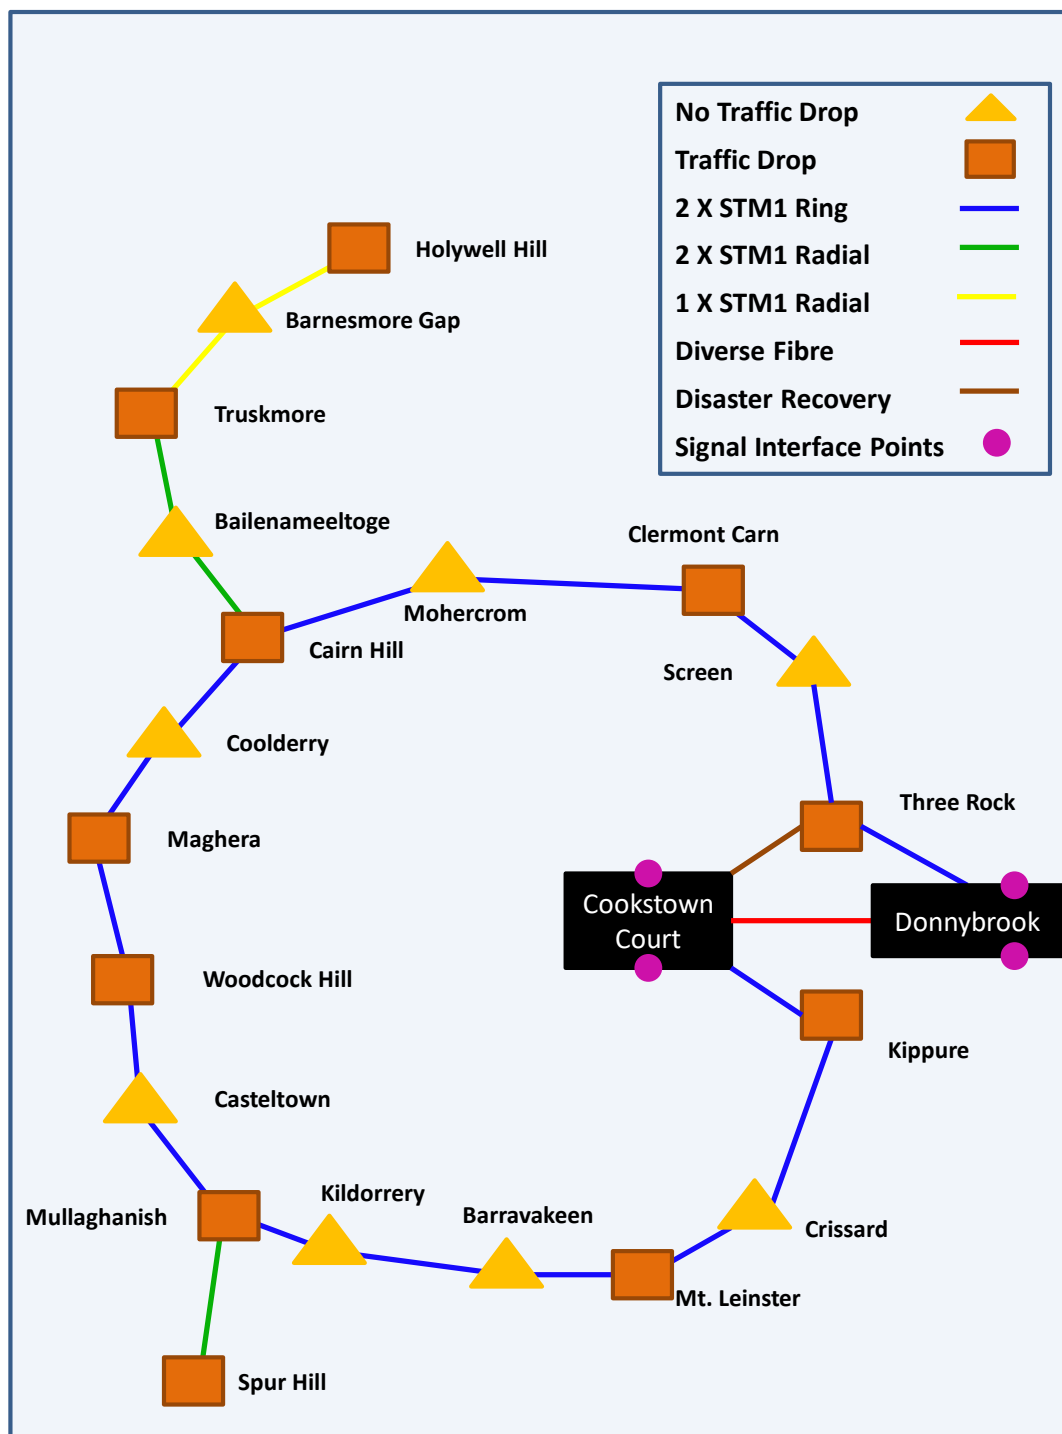 No Traffic Drop
Traffic Drop
2 X STM1 Ring
2 X STM1 Radial
1 X STM1 Radial
Diverse Fibre
Disaster Recovery
Signal Interface Points
Holywell Hill
Barnesmore Gap
Truskmore
Bailenameeltoge
Clermont Carn
Mohercrom
Cairn Hill
Screen
Coolderry
Three Rock
Maghera
Cookstown
Court
Donnybrook
Woodcock Hill
Kippure
Casteltown
Kildorrery
Mullaghanish
Barravakeen
Crissard
Mt. Leinster
Spur Hill